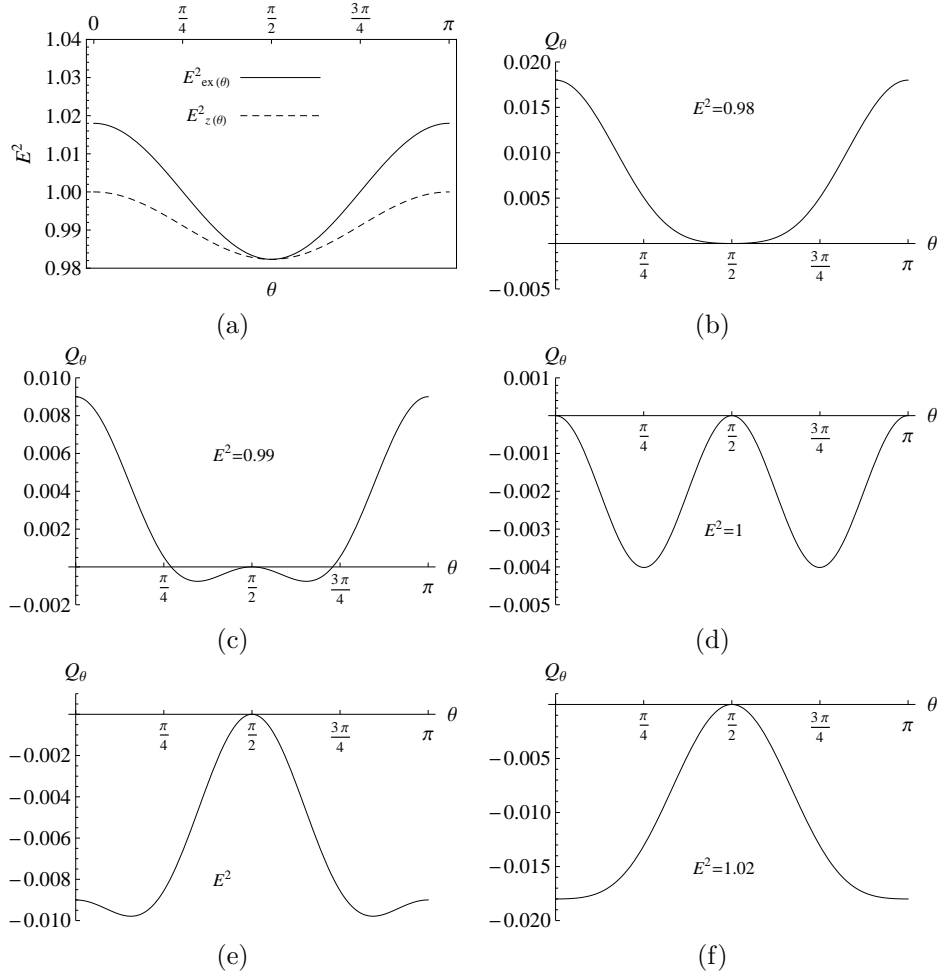 0 π/4 π/2 3π/4 π
1.04
1.03
1.02
1.01
1.00
0.99
0.98
E²
E²ex(θ)
E²z(θ)
θ
(a)
Qθ
0.020
0.015
0.010
0.005
−0.005
E²=0.98
π/4 π/2 3π/4 π
θ
(b)
Qθ
0.010
0.008
0.006
0.004
0.002
−0.002
E²=0.99
π/4 π/2 3π/4 π
θ
(c)
Qθ
0.001
−0.001
−0.002
−0.003
−0.004
−0.005
π/4 π/2 3π/4 π
θ
E²=1
(d)
Qθ
−0.002
−0.004
−0.006
−0.008
−0.010
π/4 π/2 3π/4 π
θ
E²
(e)
Qθ
−0.005
−0.010
−0.015
−0.020
π/4 π/2 3π/4 π
θ
E²=1.02
(f)